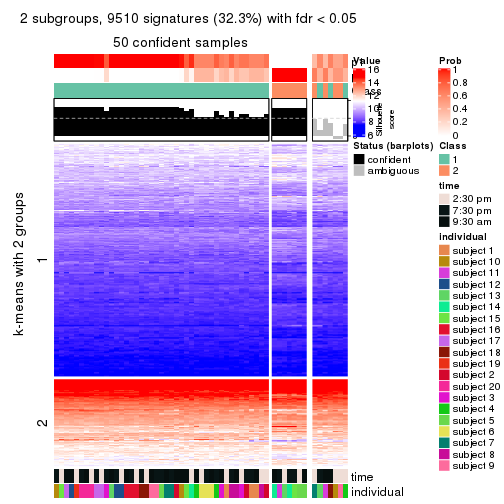 2 subgroups, 9510 signatures (32.3%) with fdr < 0.05
50 confident samples
k-means with 2 groups
1
2
Silhouette
score
time
individual
Value
16
14
12
10
8
6
Status (barplots)
confident
ambiguous
Prob
1
0.8
0.6
0.4
0.2
0
Class
1
2
time
2:30 pm
7:30 pm
9:30 am
individual
subject 1
subject 10
subject 11
subject 12
subject 13
subject 14
subject 15
subject 16
subject 17
subject 18
subject 19
subject 2
subject 20
subject 3
subject 4
subject 5
subject 6
subject 7
subject 8
subject 9